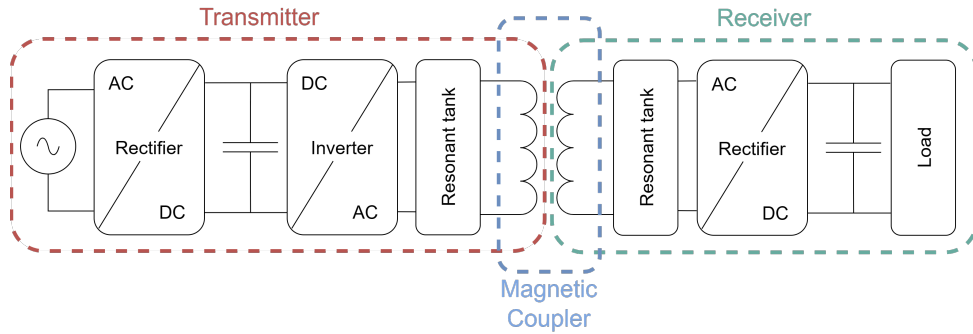 Transmitter
Receiver
AC
Rectifier
DC
DC
Inverter
AC
Resonant tank
Resonant tank
AC
Rectifier
DC
Load
Magnetic
Coupler